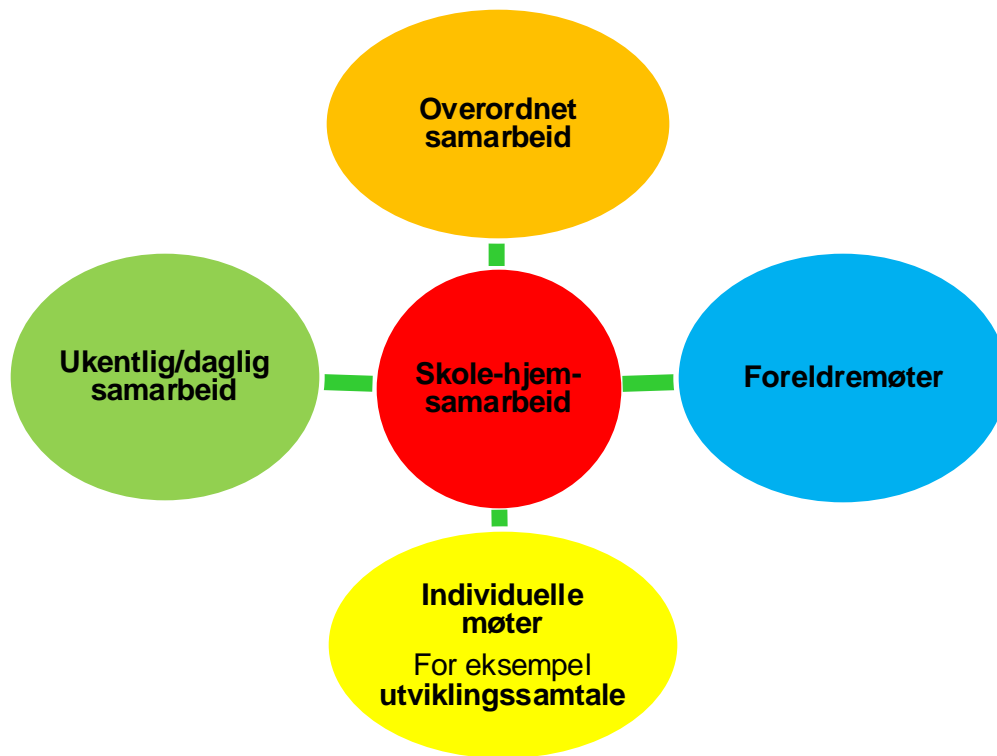 Overordnet
samarbeid
Ukentlig/daglig
samarbeid
Skole-hjem-
samarbeid
Foreldremøter
Individuelle
møter
For eksempel
utviklingssamtale